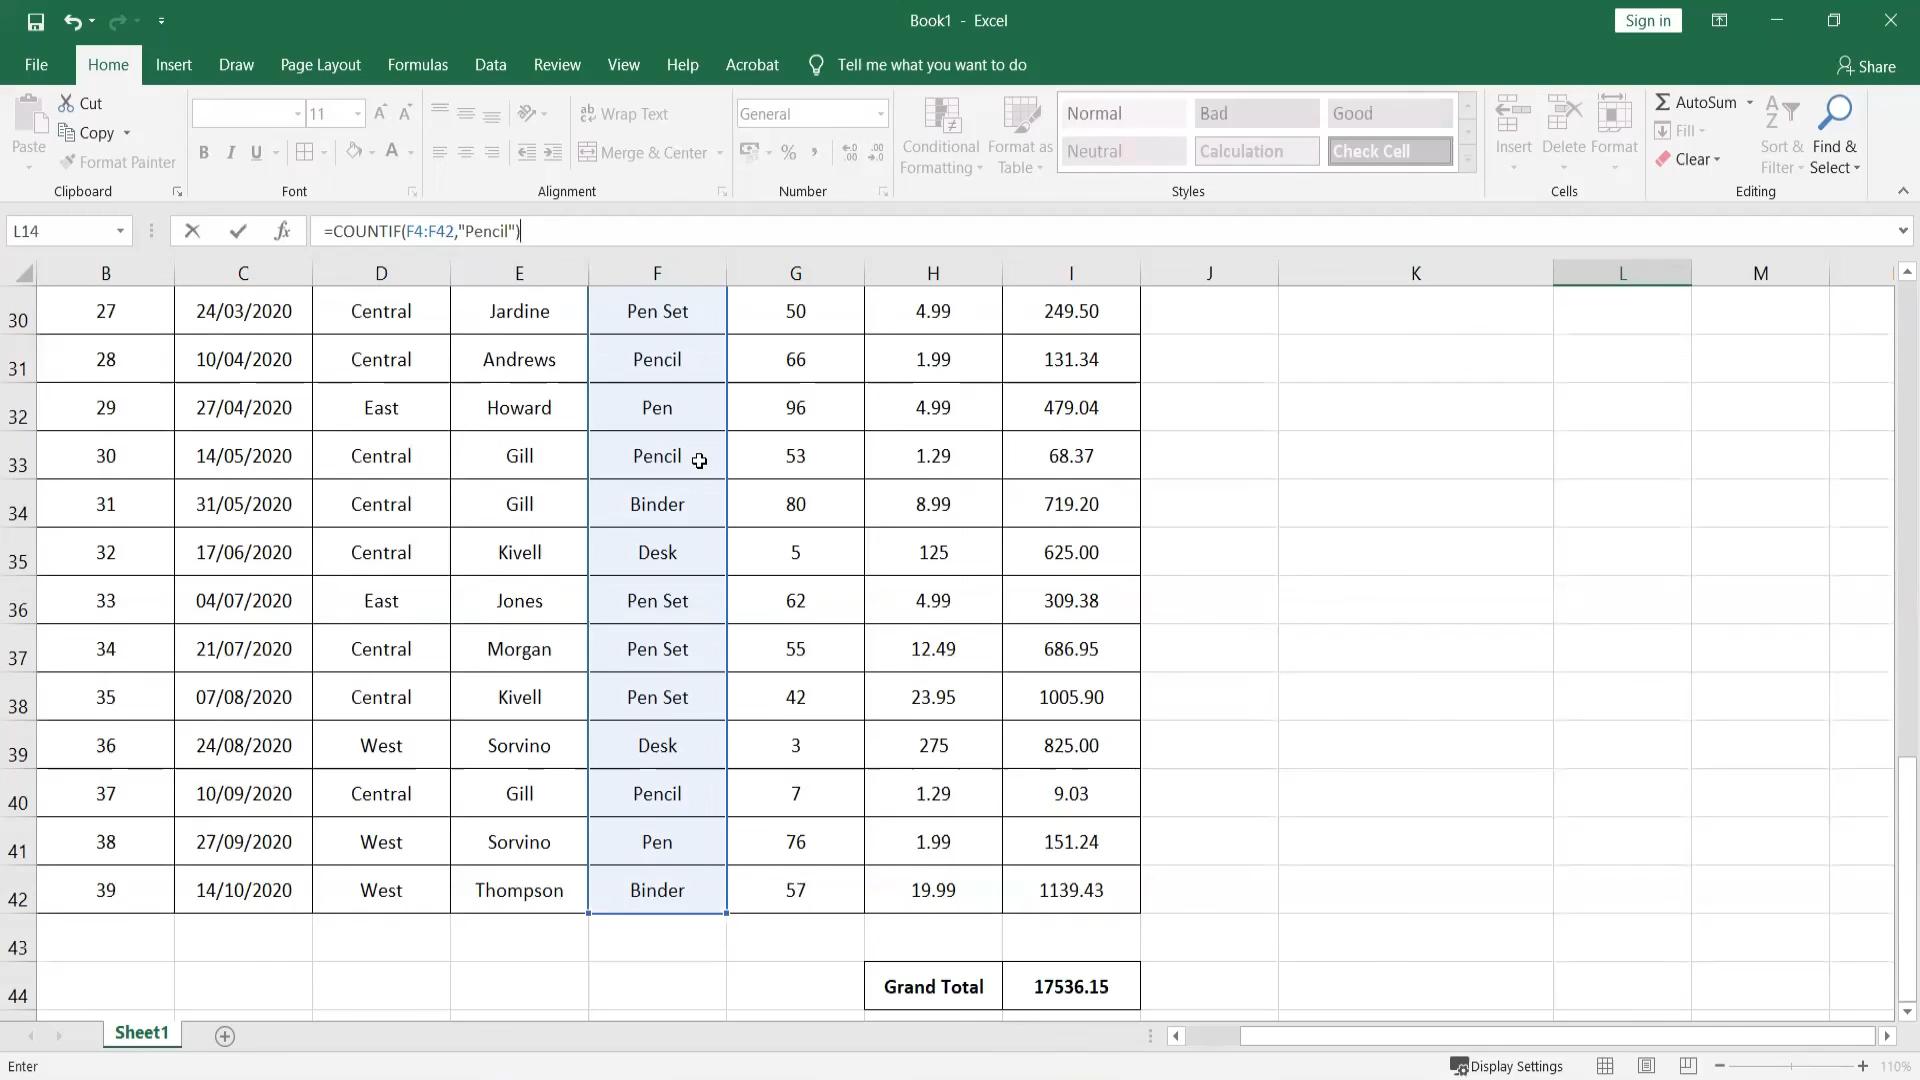 Book1 - Excel
Sign in
File Home Insert Draw Page Layout Formulas Data Review View Help Acrobat Tell me what you want to do Share
Cut
Copy
Format Painter
Paste
Clipboard
11
B I U
Font
Wrap Text
Merge & Center
Alignment
General
Number
Conditional Formatting
Format as Table
Normal Bad Good
Neutral Calculation Check Cell
Styles
Insert Delete Format
Cells
AutoSum
Fill
Clear
Sort & Filter
Find & Select
Editing
L14 =COUNTIF(F4:F42,"Pencil")
B C D E F G H I J K L M
30 27 24/03/2020 Central Jardine Pen Set 50 4.99 249.50
31 28 10/04/2020 Central Andrews Pencil 66 1.99 131.34
32 29 27/04/2020 East Howard Pen 96 4.99 479.04
33 30 14/05/2020 Central Gill Pencil 53 1.29 68.37
34 31 31/05/2020 Central Gill Binder 80 8.99 719.20
35 32 17/06/2020 Central Kivell Desk 5 125 625.00
36 33 04/07/2020 East Jones Pen Set 62 4.99 309.38
37 34 21/07/2020 Central Morgan Pen Set 55 12.49 686.95
38 35 07/08/2020 Central Kivell Pen Set 42 23.95 1005.90
39 36 24/08/2020 West Sorvino Desk 3 275 825.00
40 37 10/09/2020 Central Gill Pencil 7 1.29 9.03
41 38 27/09/2020 West Sorvino Pen 76 1.99 151.24
42 39 14/10/2020 West Thompson Binder 57 19.99 1139.43
43
44 Grand Total 17536.15
Sheet1
Enter Display Settings 110%